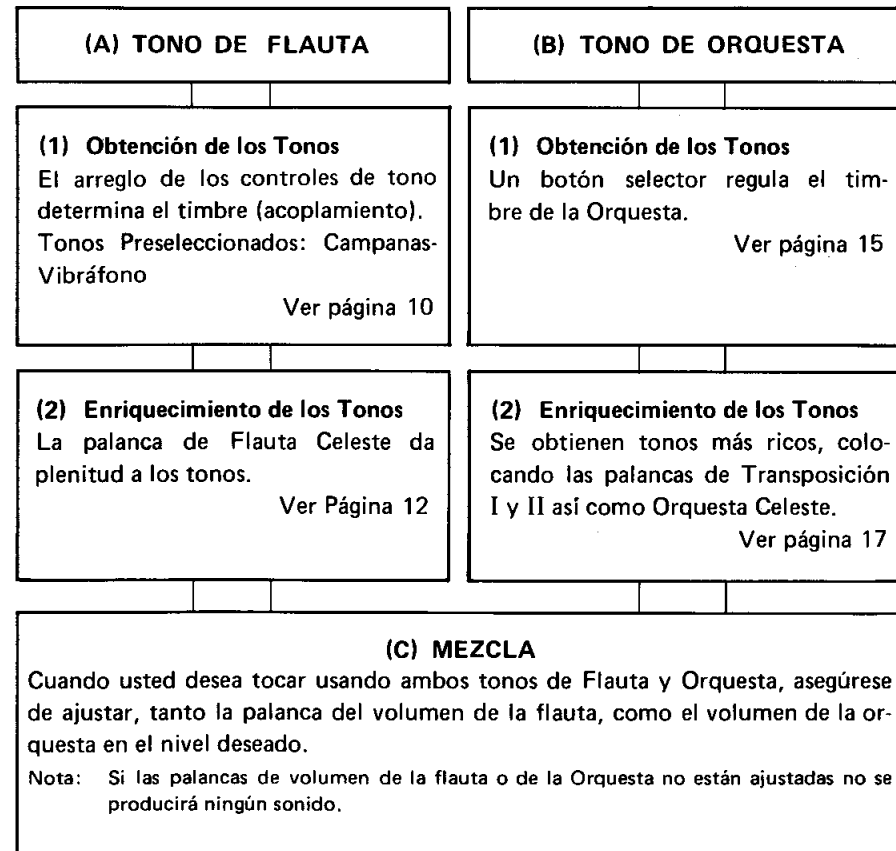 (A) TONO DE FLAUTA
(B) TONO DE ORQUESTA
(1) Obtención de los Tonos
El arreglo de los controles de tono
determina el timbre (acoplamiento).
Tonos Preseleccionados: Campanas-
Vibráfono
Ver página 10
(1) Obtención de los Tonos
Un botón selector regula el tim-
bre de la Orquesta.
Ver página 15
(2) Enriquecimiento de los Tonos
La palanca de Flauta Celeste da
plenitud a los tonos.
Ver Página 12
(2) Enriquecimiento de los Tonos
Se obtienen tonos más ricos, colo-
cando las palancas de Transposición
I y II así como Orquesta Celeste.
Ver página 17
(C) MEZCLA
Cuando usted desea tocar usando ambos tonos de Flauta y Orquesta, asegúrese
de ajustar, tanto la palanca del volumen de la flauta, como el volumen de la or-
questa en el nivel deseado.
Nota: Si las palancas de volumen de la flauta o de la Orquesta no están ajustadas no se
producirá ningún sonido.